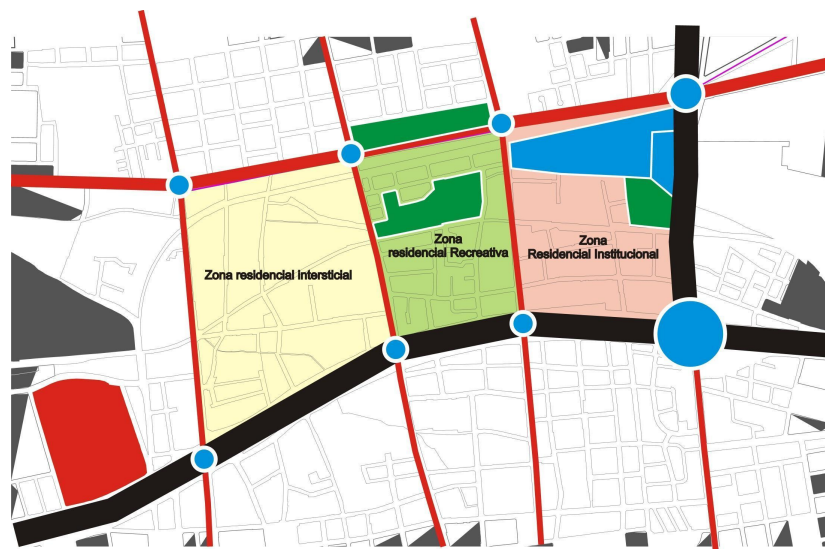 Zona residencial intersticial
Zona
residencial Recreativa
Zona
Residencial Institucional